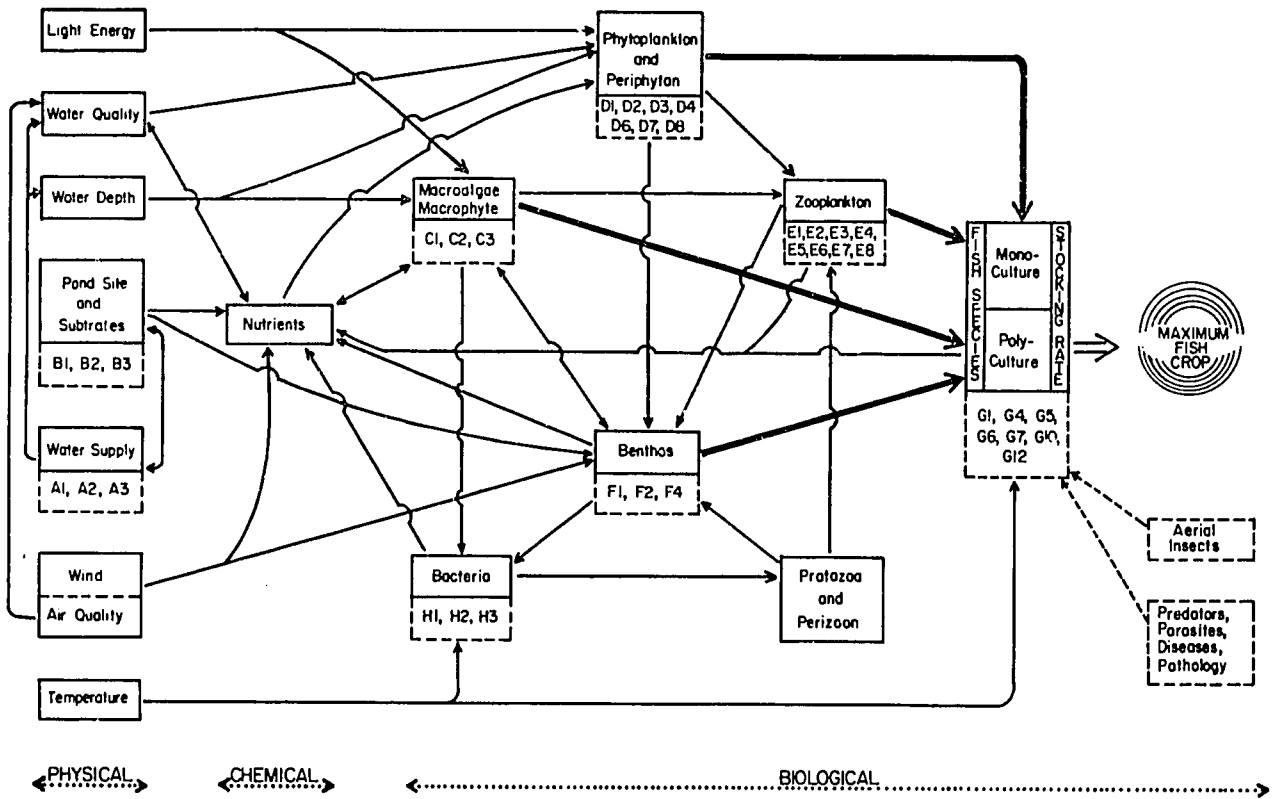 Light Energy
Water Quality
Water Depth
Pond Site
and
Subtrates
B1, B2, B3
Water Supply
A1, A2, A3
Wind
Air Quality
Temperature
Nutrients
Phytoplankton
and
Periphytan
D1, D2, D3, D4
D6, D7, D8
Macroalgae
Macrophyte
C1, C2, C3
Zooplankton
E1, E2, E3, E4,
E5, E6, E7, E8
Benthos
F1, F2, F4
Bacteria
H1, H2, H3
Protazoa
and
Perizoon
FISH SPECIES
Mono-
Culture
Poly-
Culture
STOCKING RATE
G1, G4, G5,
G6, G7, G10,
G12
MAXIMUM
FISH
CROP
Aerial
Insects
Predators,
Parasites,
Diseases,
Pathology
PHYSICAL
CHEMICAL
BIOLOGICAL